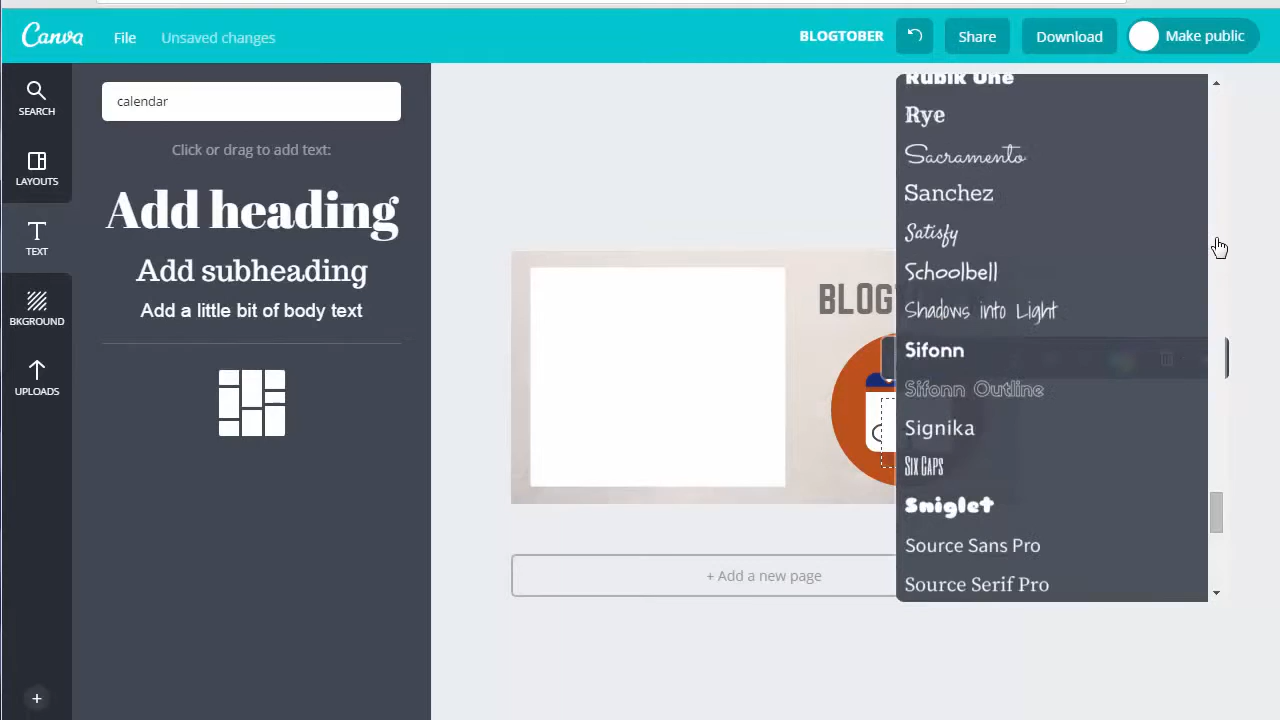 Canva
File
Unsaved changes
BLOGTOBER
Share
Download
Make public
SEARCH
LAYOUTS
TEXT
BKGROUND
UPLOADS
+
calendar
Click or drag to add text:
Add heading
Add subheading
Add a little bit of body text
BLOG
+ Add a new page
Rubik One
Rye
Sacramento
Sanchez
Satisfy
Schoolbell
Shadows into Light
Sifonn
Sifonn Outline
Signika
Six Caps
Sniglet
Source Sans Pro
Source Serif Pro